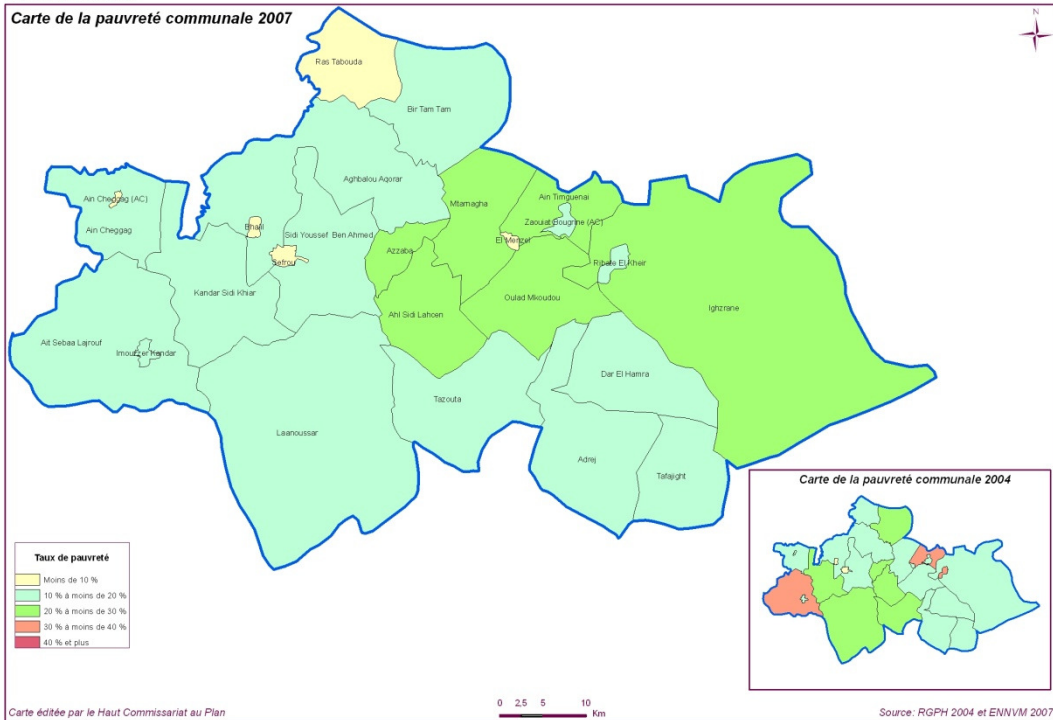 Carte de la pauvreté communale 2007
N
Ras Tabouda
Bir Tam Tam
Aghbalou Aqorar
Ain Cheggag (AC)
Ain Cheggag
Bhalil
Sidi Youssef Ben Ahmed
Sefrou
Mtarnagha
Ain Timguenai
Zaouiat Bougrine (AC)
El Menzel
Azzaba
Ribate El Kheir
Kandar Sidi Khiar
Oulad Mkoudou
Ighzrane
Ahl Sidi Lahcen
Ait Sebaa Lajrouf
Imouzzer Kandar
Dar El Hamra
Tazouta
Laanoussar
Adrej
Tafajight
Carte de la pauvreté communale 2004
Taux de pauvreté
Moins de 10 %
10 % à moins de 20 %
20 % à moins de 30 %
30 % à moins de 40 %
40 % et plus
0 2,5 5 10
Km
Carte éditée par le Haut Commissariat au Plan
Source: RGPH 2004 et ENNVM 2007